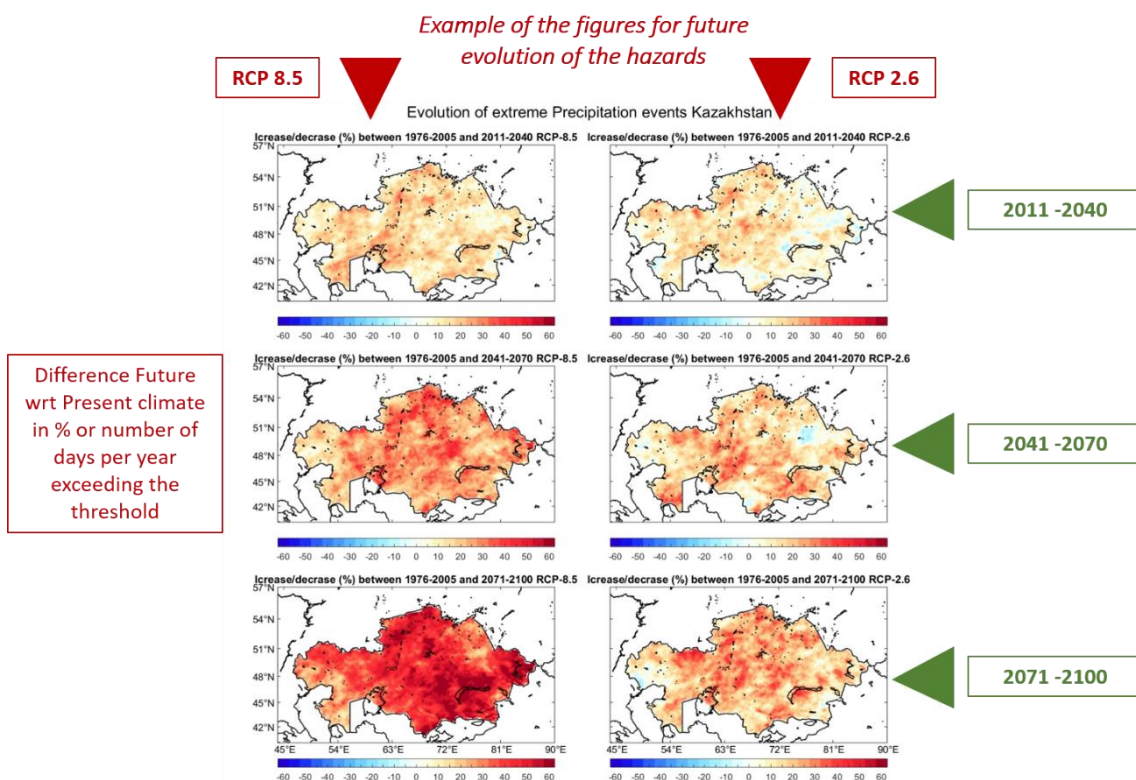 Example of the figures for future
evolution of the hazards
RCP 8.5
RCP 2.6
Evolution of extreme Precipitation events Kazakhstan
Icrease/decrase (%) between 1976-2005 and 2011-2040 RCP-8.5
Icrease/decrase (%) between 1976-2005 and 2011-2040 RCP-2.6
57°N
54°N
51°N
48°N
45°N
42°N
-60 -50 -40 -30 -20 -10 0 10 20 30 40 50 60
-60 -50 -40 -30 -20 -10 0 10 20 30 40 50 60
2011 -2040
Difference Future
wrt Present climate
in % or number of
days per year
exceeding the
threshold
Icrease/decrase (%) between 1976-2005 and 2041-2070 RCP-8.5
Icrease/decrase (%) between 1976-2005 and 2041-2070 RCP-2.6
57°N
54°N
51°N
48°N
45°N
42°N
-60 -50 -40 -30 -20 -10 0 10 20 30 40 50 60
-60 -50 -40 -30 -20 -10 0 10 20 30 40 50 60
2041 -2070
Icrease/decrase (%) between 1976-2005 and 2071-2100 RCP-8.5
Icrease/decrase (%) between 1976-2005 and 2071-2100 RCP-2.6
57°N
54°N
51°N
48°N
45°N
42°N
45°E 54°E 63°E 72°E 81°E 90°E
45°E 54°E 63°E 72°E 81°E 90°E
-60 -50 -40 -30 -20 -10 0 10 20 30 40 50 60
-60 -50 -40 -30 -20 -10 0 10 20 30 40 50 60
2071 -2100